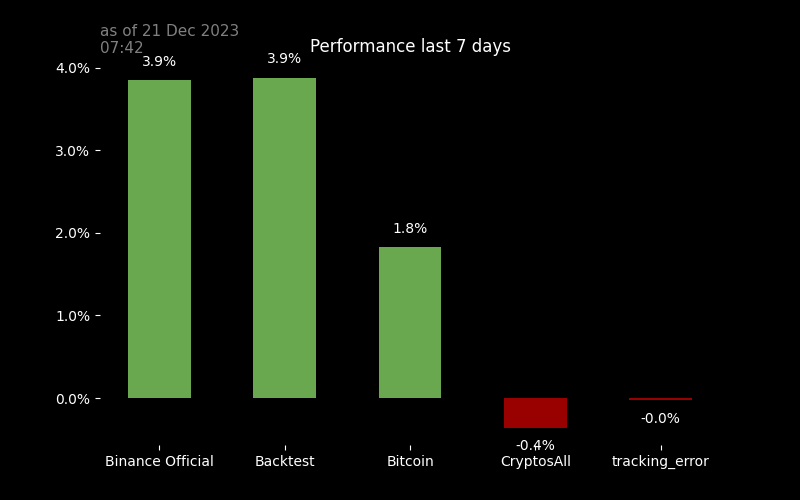 as of 21 Dec 2023
07:42
Performance last 7 days
4.0%
3.0%
2.0%
1.0%
0.0%
3.9%
3.9%
1.8%
-0.4%
-0.0%
Binance Official
Backtest
Bitcoin
CryptosAll
tracking_error